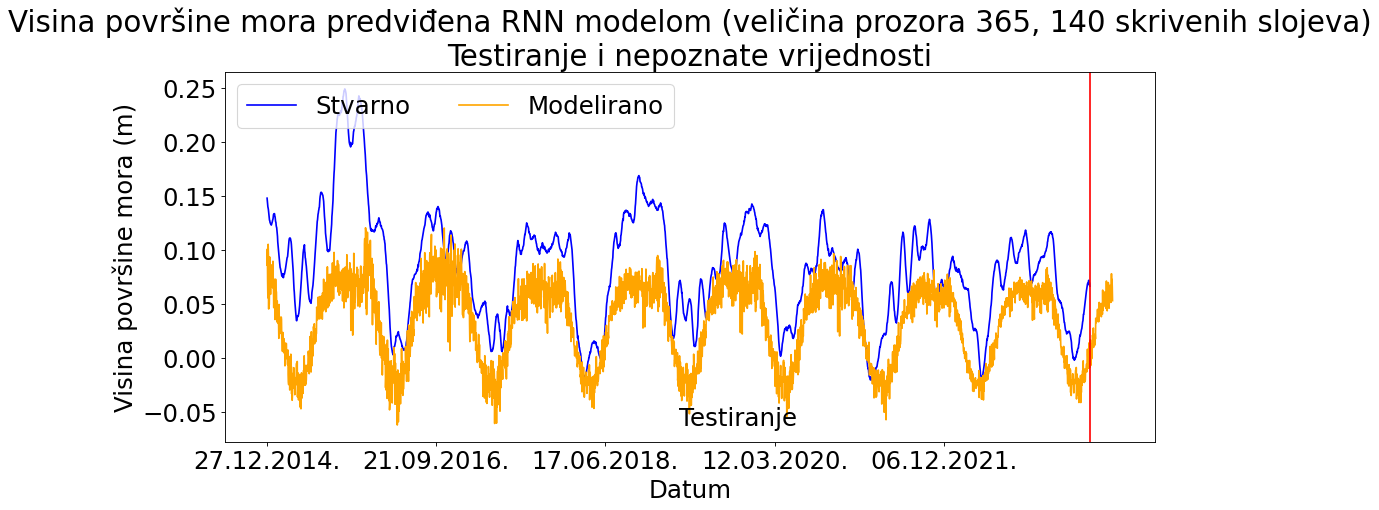 Visina površine mora predviđena RNN modelom (veličina prozora 365, 140 skrivenih slojeva)
Testiranje i nepoznate vrijednosti
Stvarno Modelirano
Visina površine mora (m)
0.25
0.20
0.15
0.10
0.05
0.00
−0.05
Testiranje
27.12.2014. 21.09.2016. 17.06.2018. 12.03.2020. 06.12.2021.
Datum